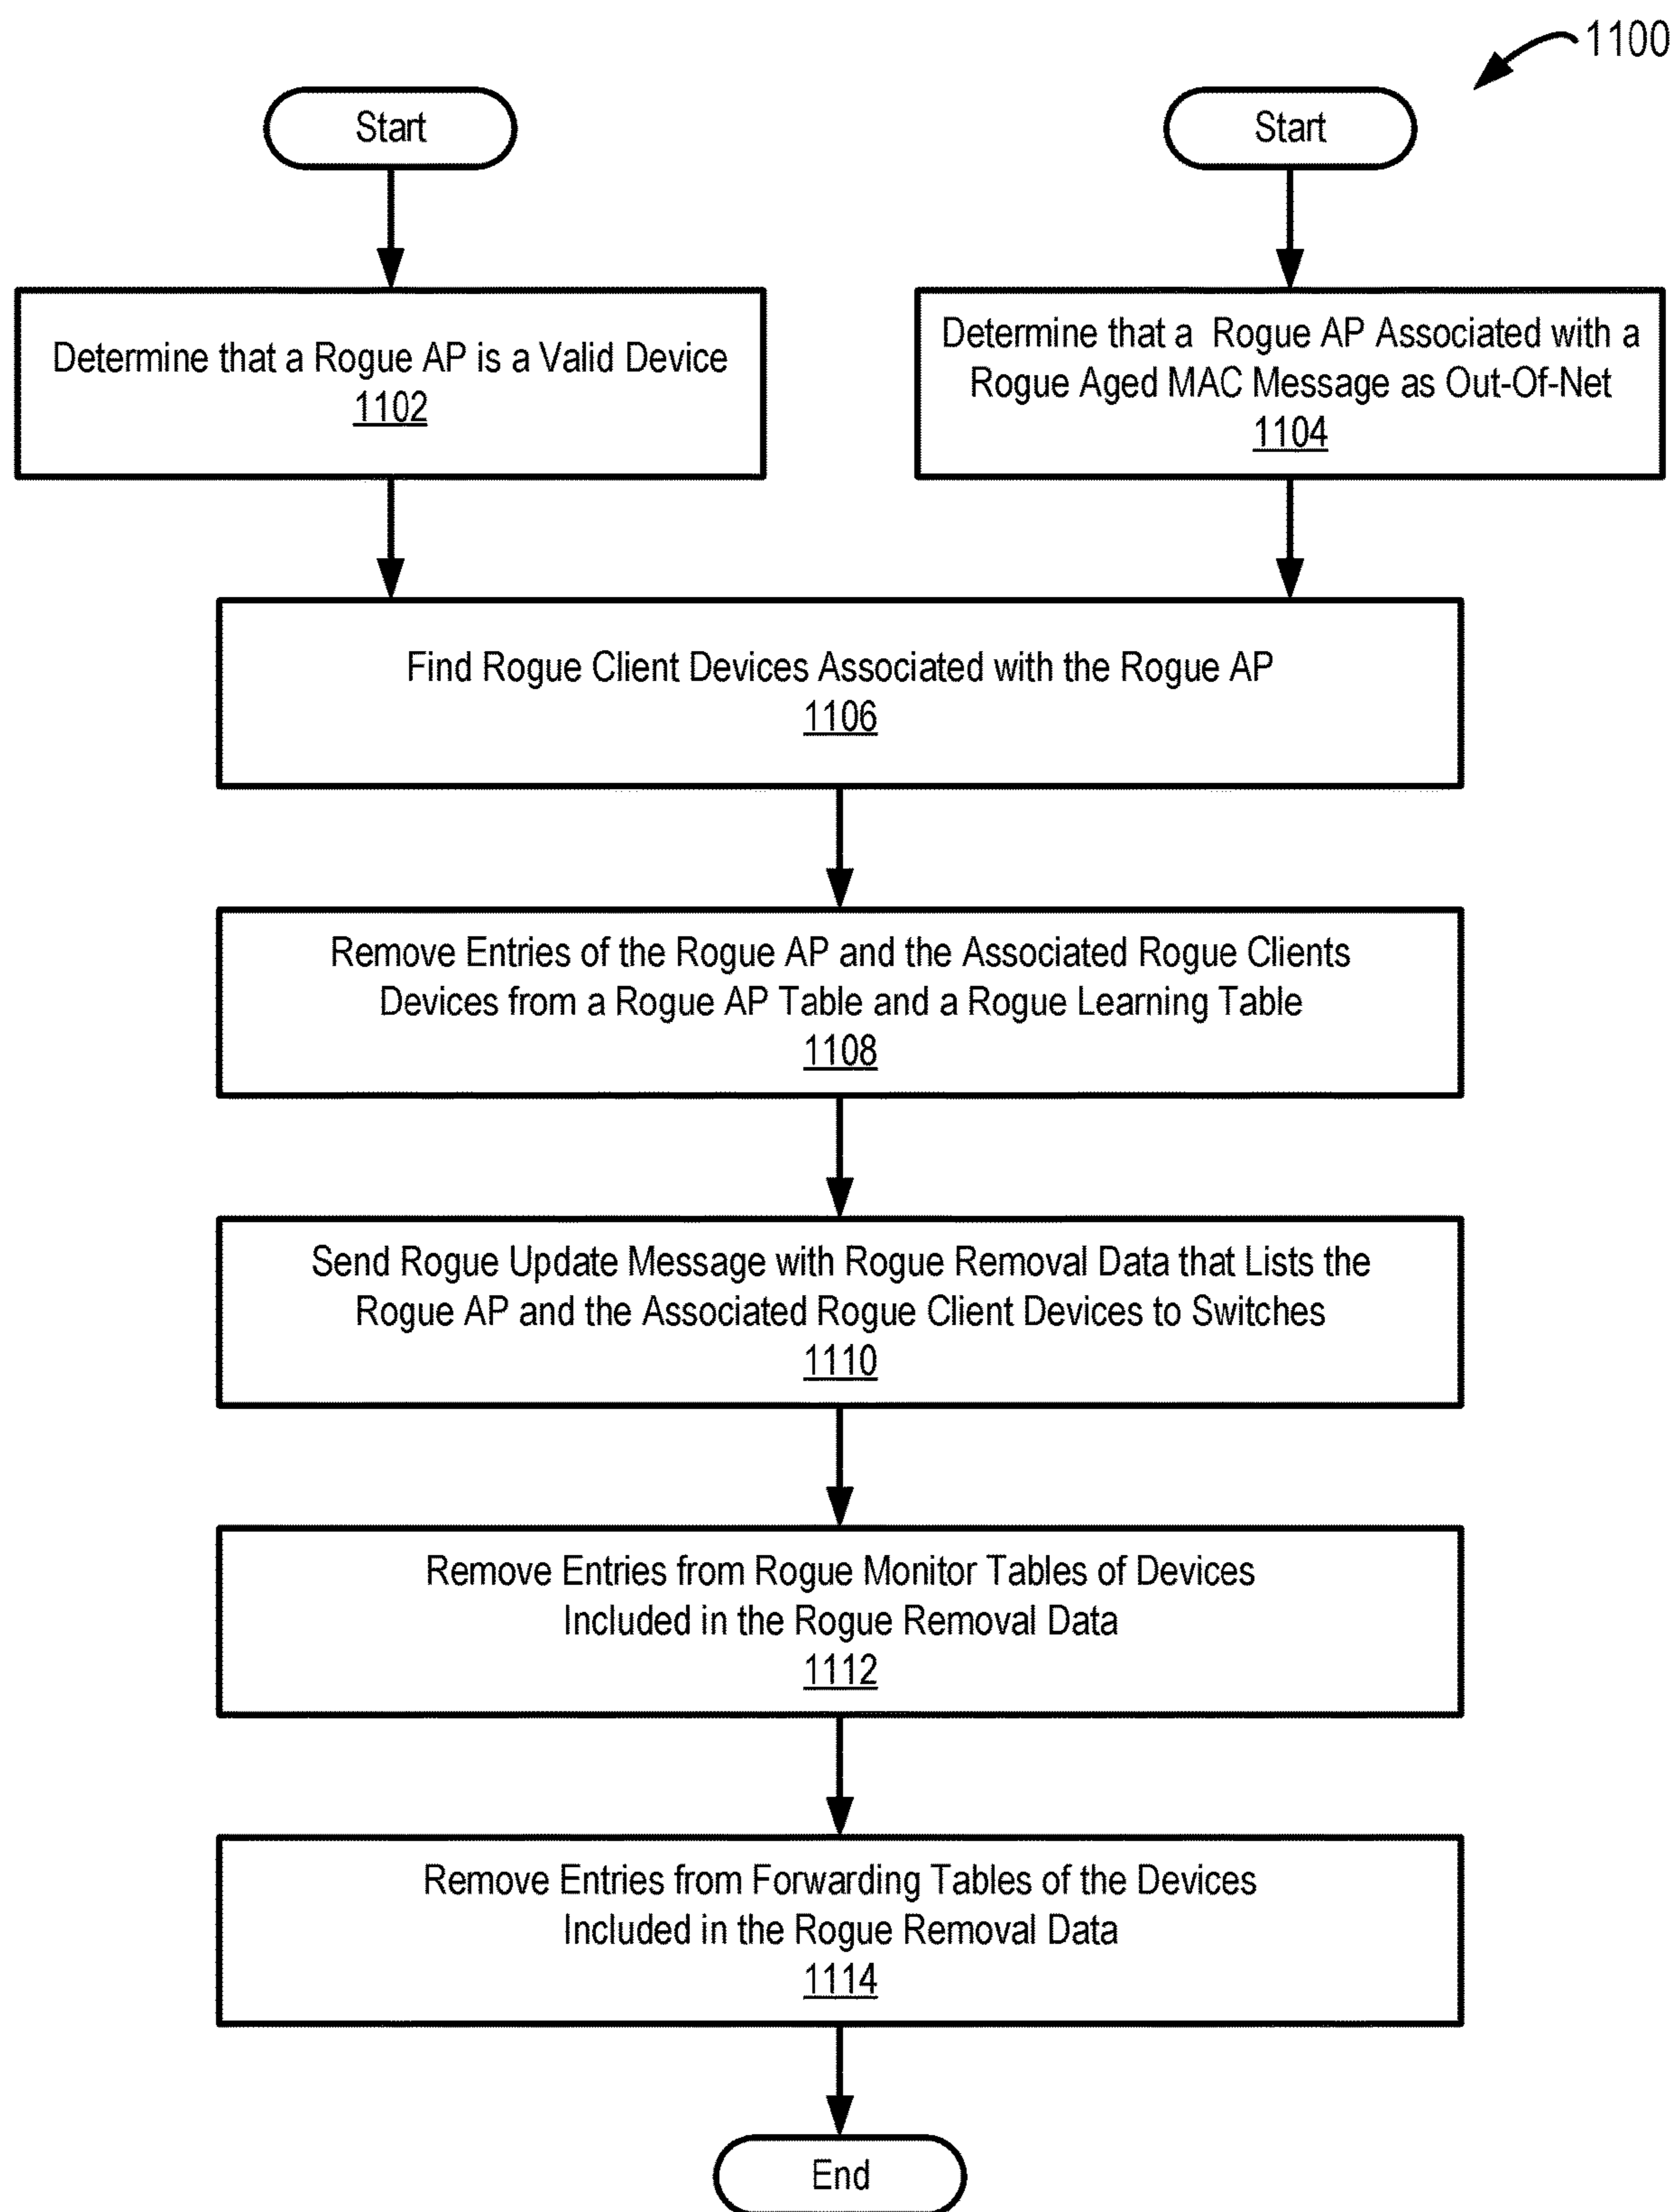 1100
Start
Start
Determine that a Rogue AP is a Valid Device
1102
Determine that a Rogue AP Associated with a
Rogue Aged MAC Message as Out-Of-Net
1104
Find Rogue Client Devices Associated with the Rogue AP
1106
Remove Entries of the Rogue AP and the Associated Rogue Clients
Devices from a Rogue AP Table and a Rogue Learning Table
1108
Send Rogue Update Message with Rogue Removal Data that Lists the
Rogue AP and the Associated Rogue Client Devices to Switches
1110
Remove Entries from Rogue Monitor Tables of Devices
Included in the Rogue Removal Data
1112
Remove Entries from Forwarding Tables of the Devices
Included in the Rogue Removal Data
1114
End